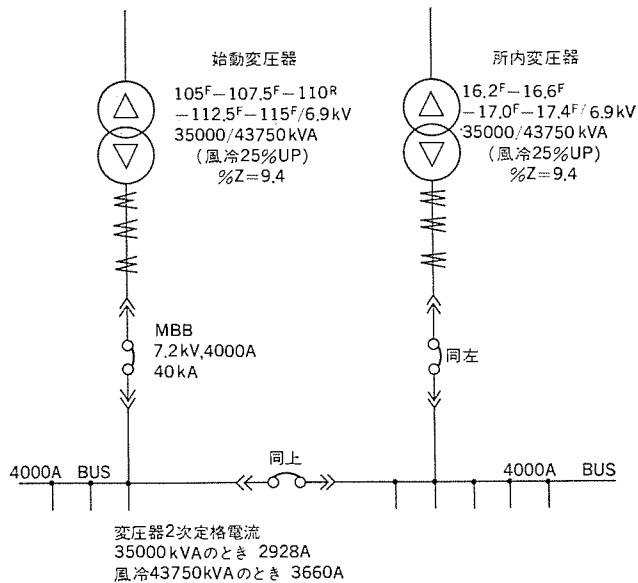 始動変圧器
105F−107.5F−110R
−112.5F−115F/6.9kV
35000/43750kVA
(風冷25%UP)
%Z=9.4
所内変圧器
16.2F−16.6F
−17.0F−17.4F/6.9kV
35000/43750kVA
(風冷25%UP)
%Z=9.4
MBB
7.2kV,4000A
40kA
同左
同上
4000A BUS
4000A BUS
変圧器2次定格電流
35000kVAのとき 2928A
風冷43750kVAのとき 3660A